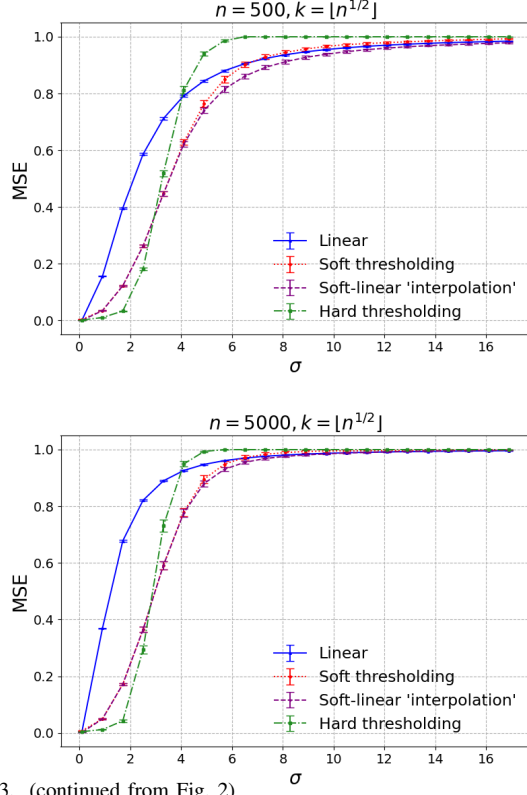 n = 500, k = ⌊n^{1/2}⌋
1.0
0.8
0.6
0.4
0.2
0.0
MSE
Linear
Soft thresholding
Soft-linear 'interpolation'
Hard thresholding
0 2 4 6 8 10 12 14 16
σ
n = 5000, k = ⌊n^{1/2}⌋
1.0
0.8
0.6
0.4
0.2
0.0
MSE
Linear
Soft thresholding
Soft-linear 'interpolation'
Hard thresholding
0 2 4 6 8 10 12 14 16
σ
3. (continued from Fig. 2)